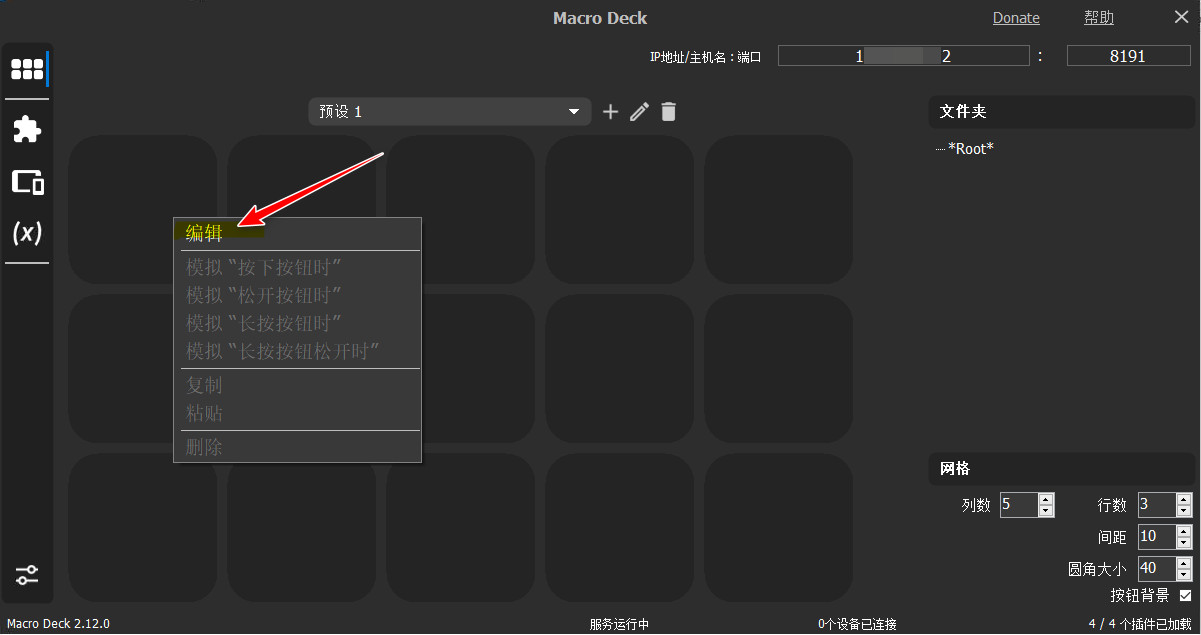 Macro Deck
Donate
帮助
IP地址/主机名：端口
:
8191
预设 1
文件夹
*Root*
编辑
模拟 “按下按钮时”
模拟 “松开按钮时”
模拟 “长按按钮时”
模拟 “长按按钮松开时”
复制
粘贴
删除
(x)
网格
列数 5
行数 3
间距 10
圆角大小 40
按钮背景
Macro Deck 2.12.0
服务运行中
0个设备已连接
4 / 4 个插件已加载